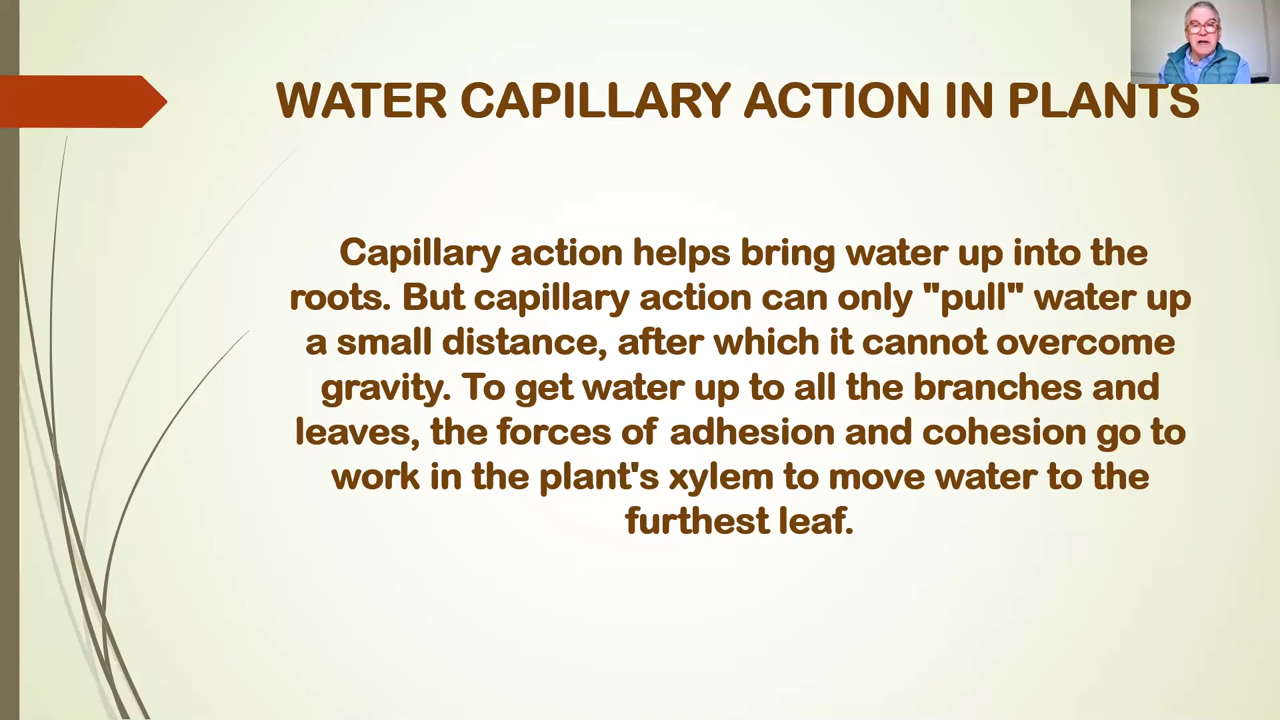 WATER CAPILLARY ACTION IN PLANTS
Capillary action helps bring water up into the
roots. But capillary action can only "pull" water up
a small distance, after which it cannot overcome
gravity. To get water up to all the branches and
leaves, the forces of adhesion and cohesion go to
work in the plant's xylem to move water to the
furthest leaf.